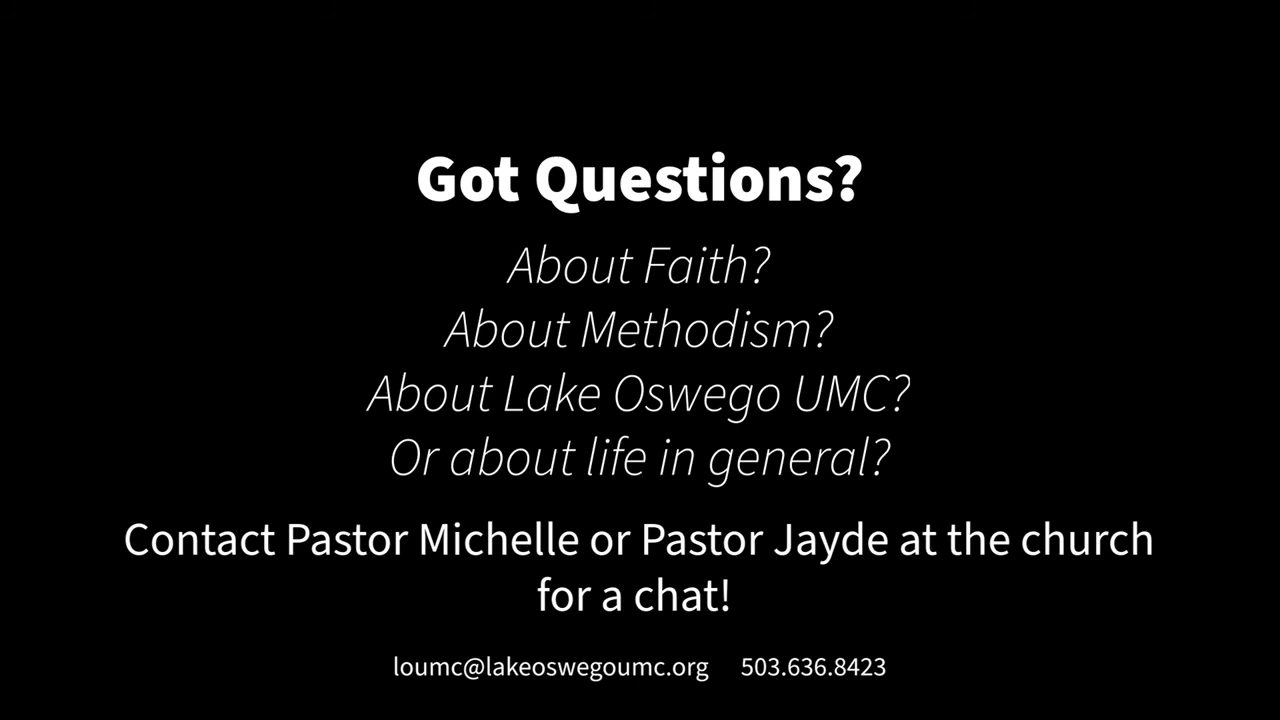 Got Questions?
About Faith?
About Methodism?
About Lake Oswego UMC?
Or about life in general?
Contact Pastor Michelle or Pastor Jayde at the church
for a chat!
loumc@lakeoswegoumc.org 503.636.8423